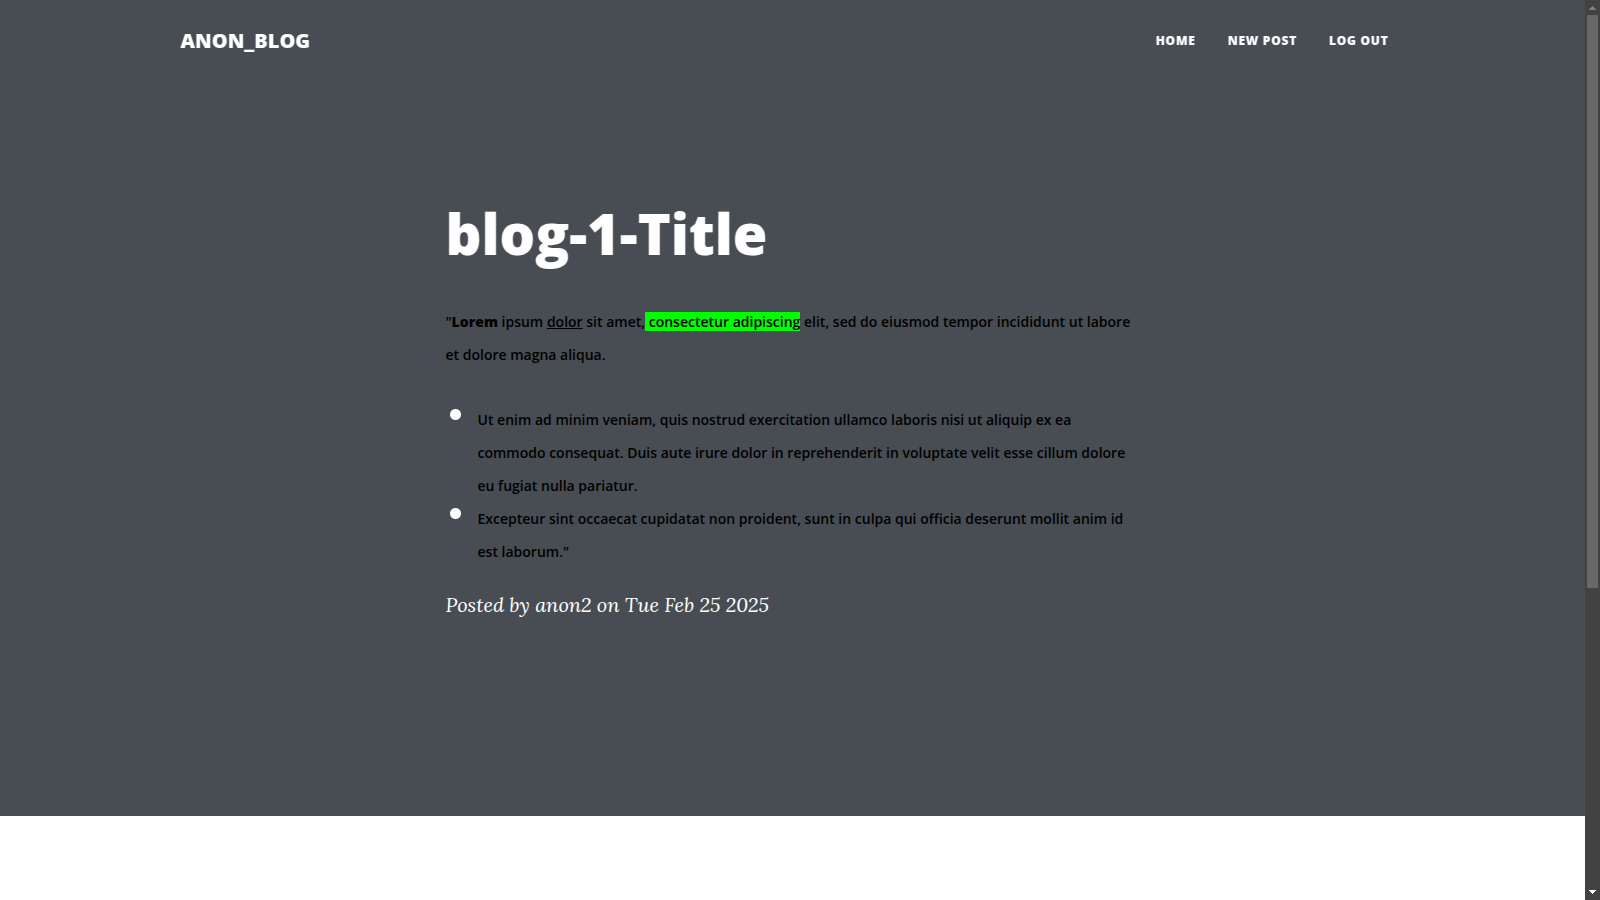 ANON_BLOG
HOME NEW POST LOG OUT
blog-1-Title
"Lorem ipsum dolor sit amet, consectetur adipiscing elit, sed do eiusmod tempor incididunt ut labore
et dolore magna aliqua.
Ut enim ad minim veniam, quis nostrud exercitation ullamco laboris nisi ut aliquip ex ea
commodo consequat. Duis aute irure dolor in reprehenderit in voluptate velit esse cillum dolore
eu fugiat nulla pariatur.
Excepteur sint occaecat cupidatat non proident, sunt in culpa qui officia deserunt mollit anim id
est laborum."
Posted by anon2 on Tue Feb 25 2025